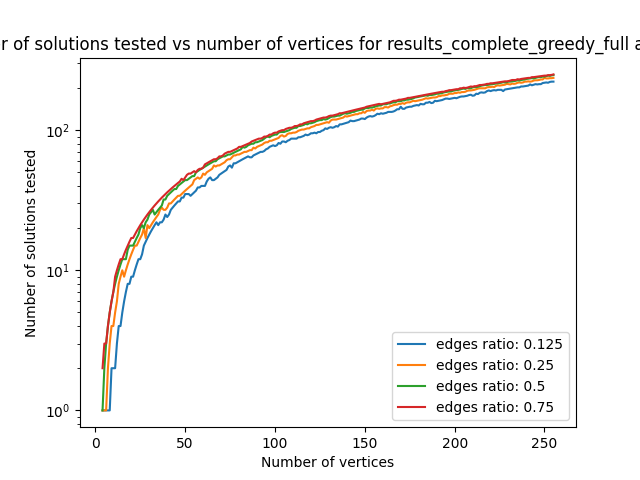 r of solutions tested vs number of vertices for results_complete_greedy_full a
Number of solutions tested
10²
10¹
10⁰
edges ratio: 0.125
edges ratio: 0.25
edges ratio: 0.5
edges ratio: 0.75
0 50 100 150 200 250
Number of vertices